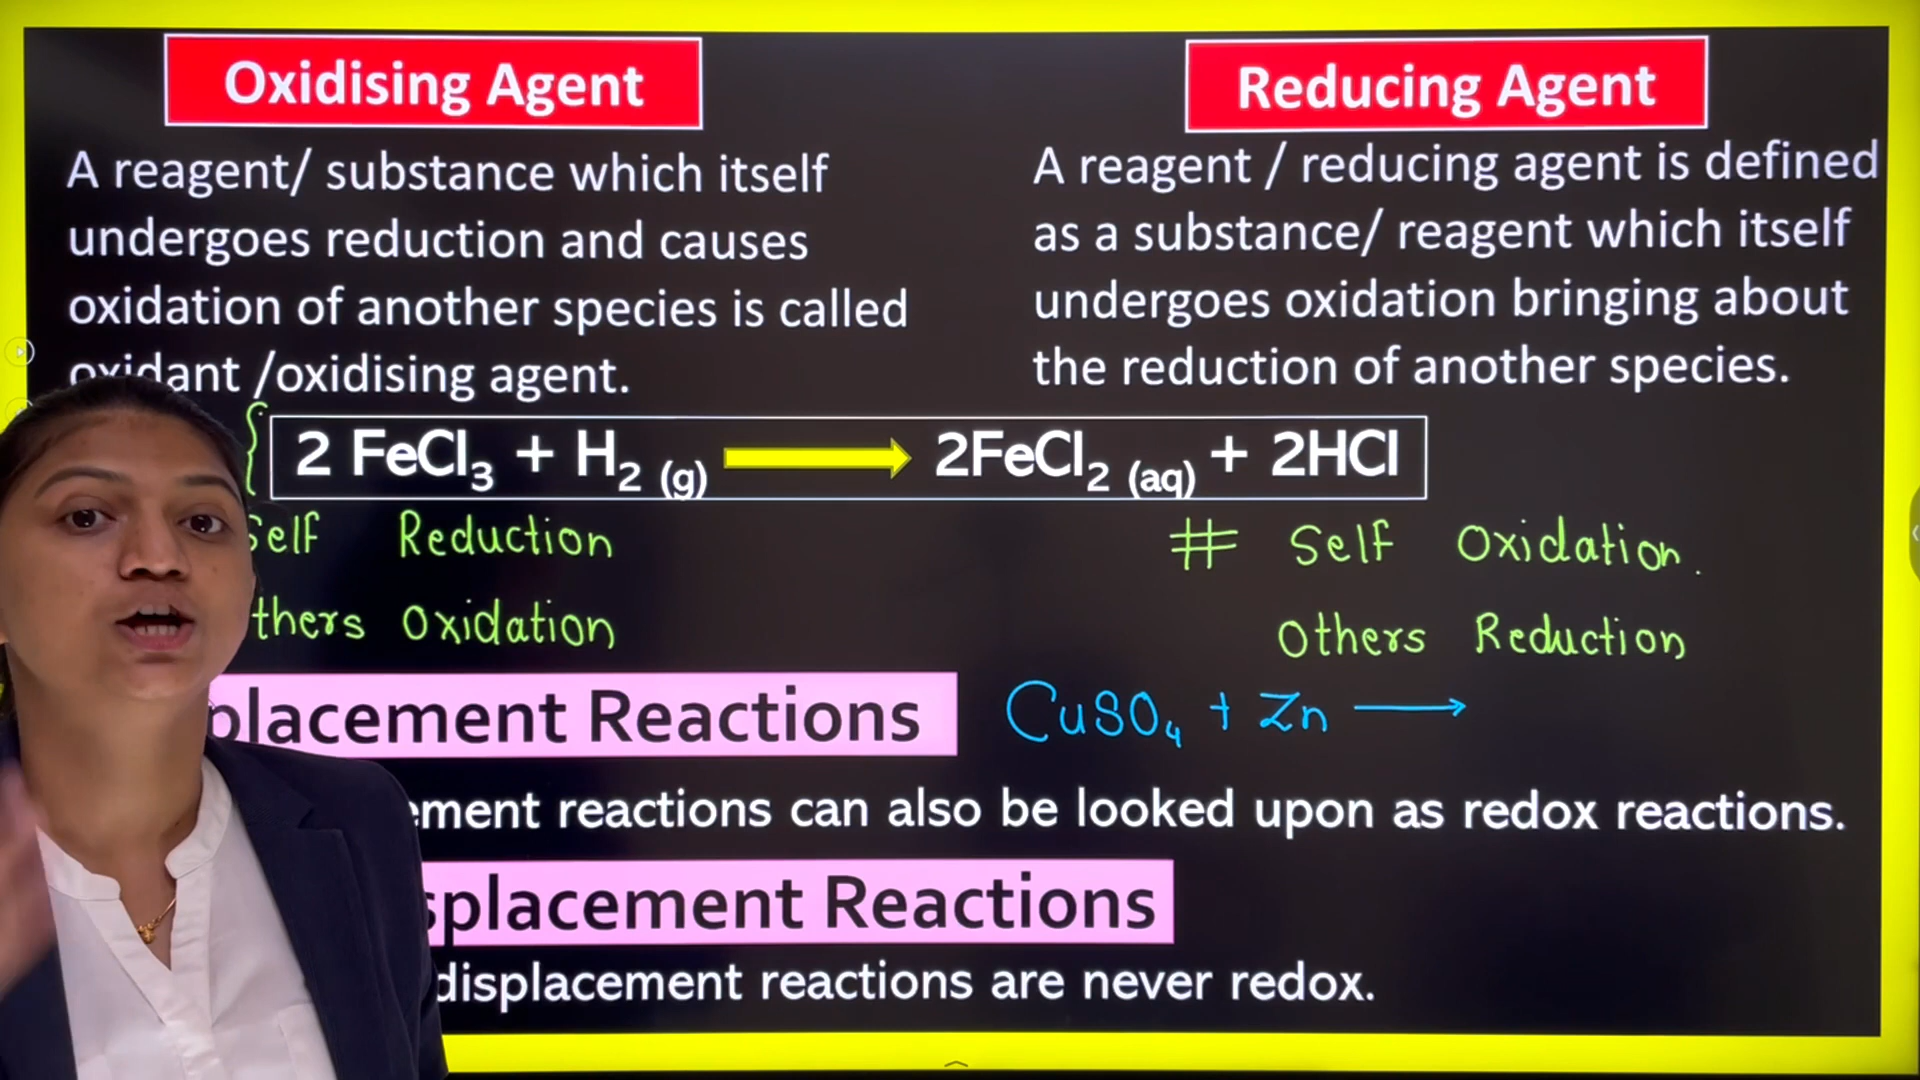 Oxidising Agent
A reagent/ substance which itself
undergoes reduction and causes
oxidation of another species is called
oxidant /oxidising agent.
Reducing Agent
A reagent / reducing agent is defined
as a substance/ reagent which itself
undergoes oxidation bringing about
the reduction of another species.
2 FeCl₃ + H₂ (g) → 2FeCl₂ (aq) + 2HCl
Self Reduction
Oxidation
# Self Oxidation.
Others Reduction
Reactions
CuSO₄ + Zn →
reactions can also be looked upon as redox reactions.
Reactions
displacement reactions are never redox.